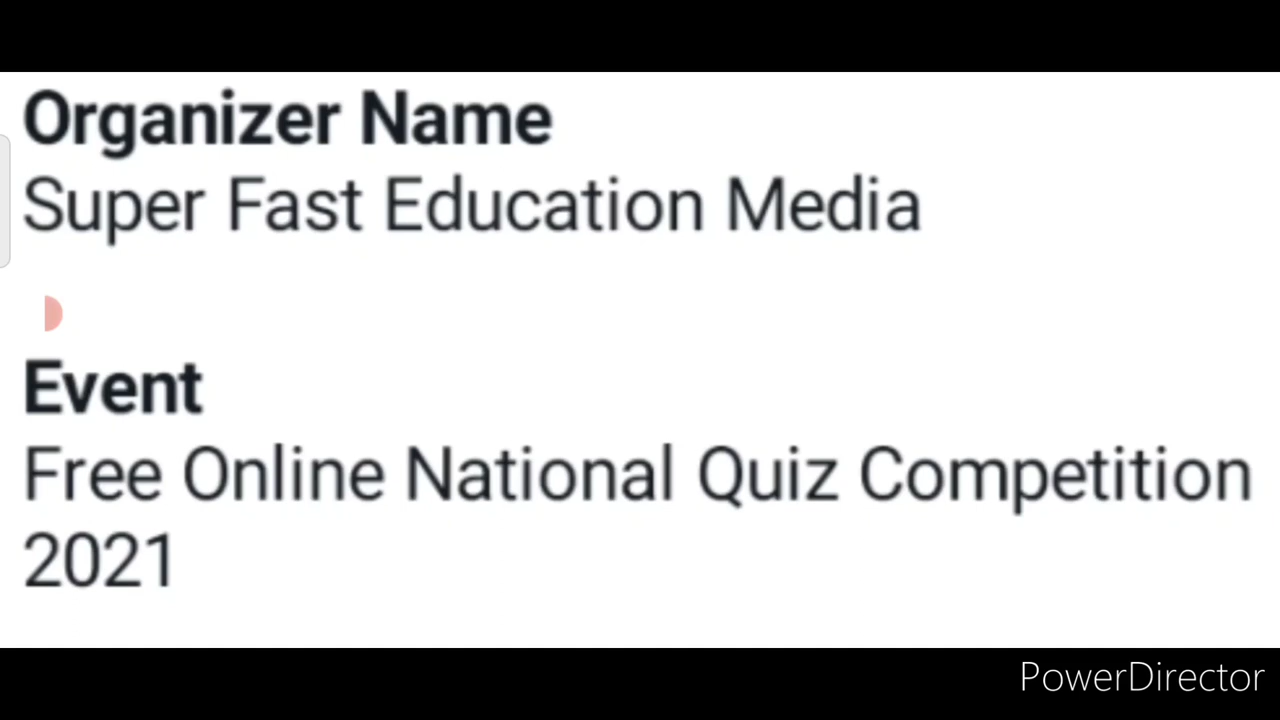 Organizer Name
Super Fast Education Media
Event
Free Online National Quiz Competition
2021
PowerDirector